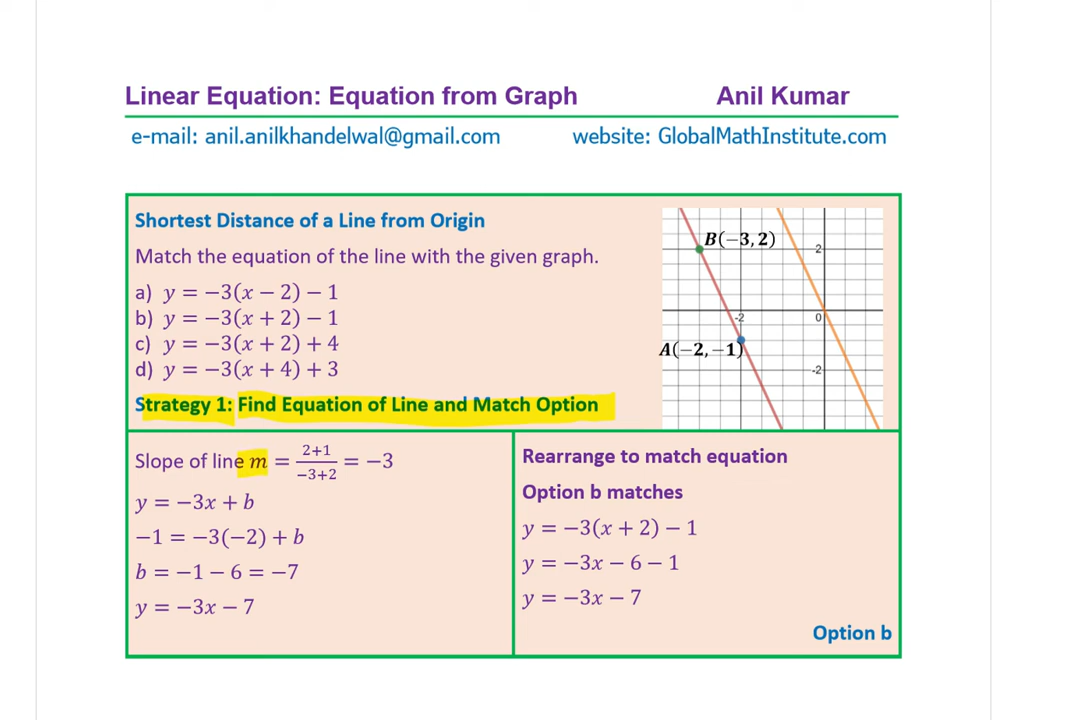 Linear Equation: Equation from Graph Anil Kumar
e-mail: anil.anilkhandelwal@gmail.com website: GlobalMathInstitute.com
Shortest Distance of a Line from Origin
Match the equation of the line with the given graph.
a) y = −3(x − 2) − 1
b) y = −3(x + 2) − 1
c) y = −3(x + 2) + 4
d) y = −3(x + 4) + 3
Strategy 1: Find Equation of Line and Match Option
B(−3, 2)
2
-2
0
A(−2, −1)
-2
Slope of line m = (2+1)/(−3+2) = −3
y = −3x + b
−1 = −3(−2) + b
b = −1 − 6 = −7
y = −3x − 7
Rearrange to match equation
Option b matches
y = −3(x + 2) − 1
y = −3x − 6 − 1
y = −3x − 7
Option b